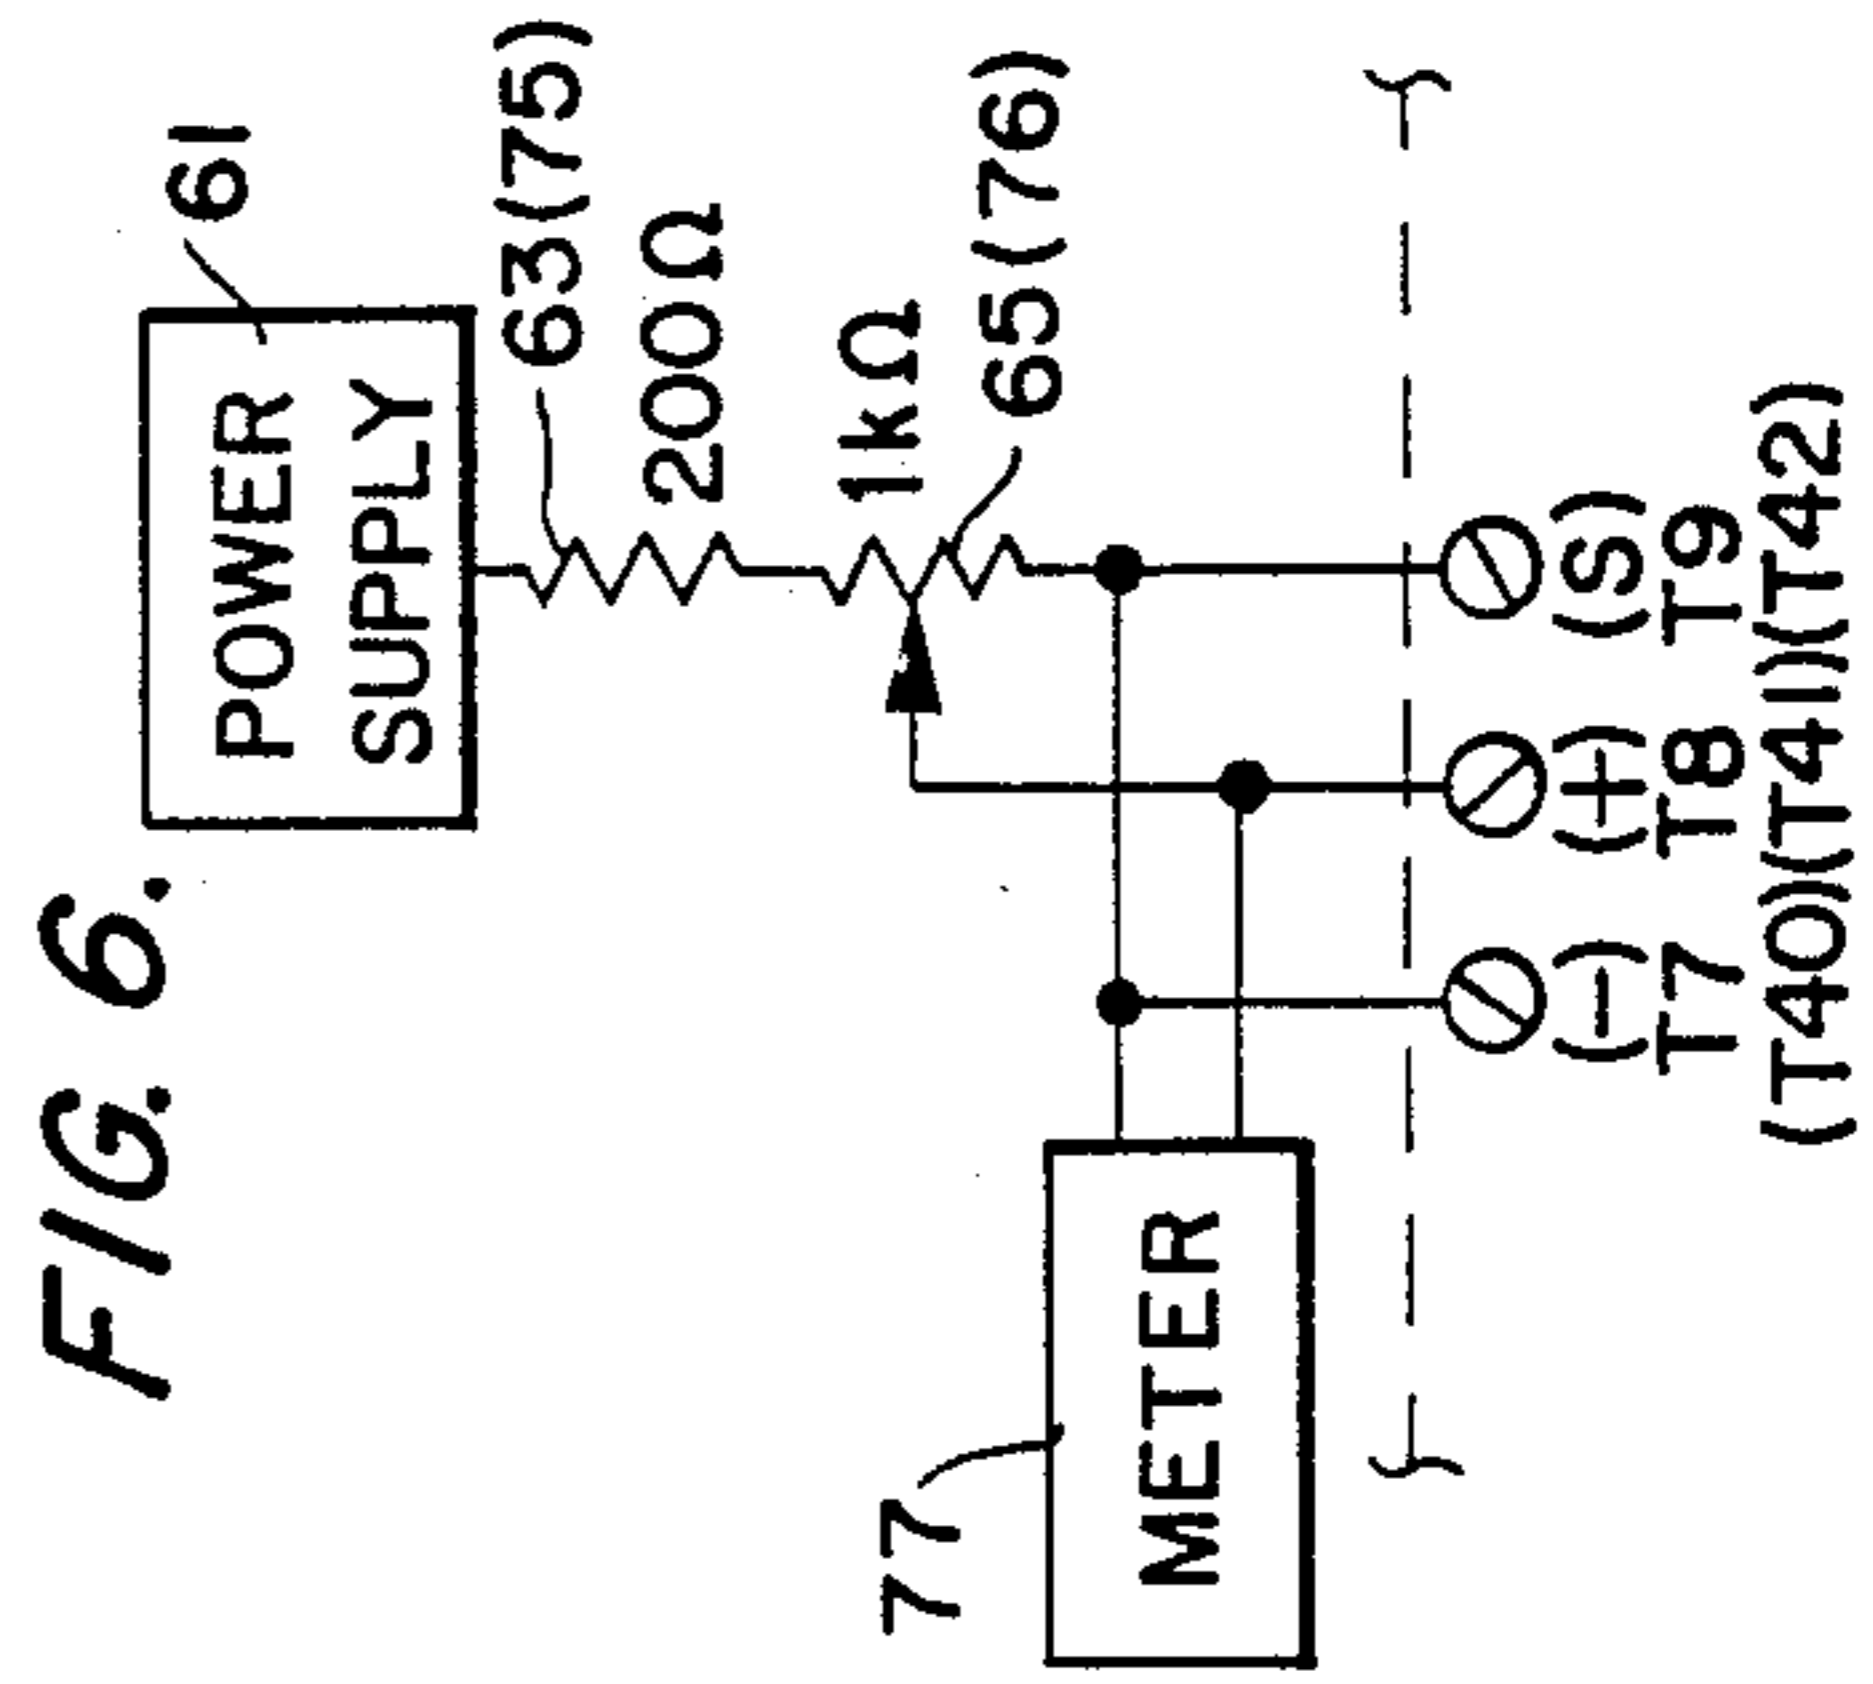 FIG. 6.
POWER
SUPPLY
61
63(75)
200Ω
1kΩ
65(76)
77
METER
(-) (+) (S)
T7 T8 T9
(T40)(T41)(T42)